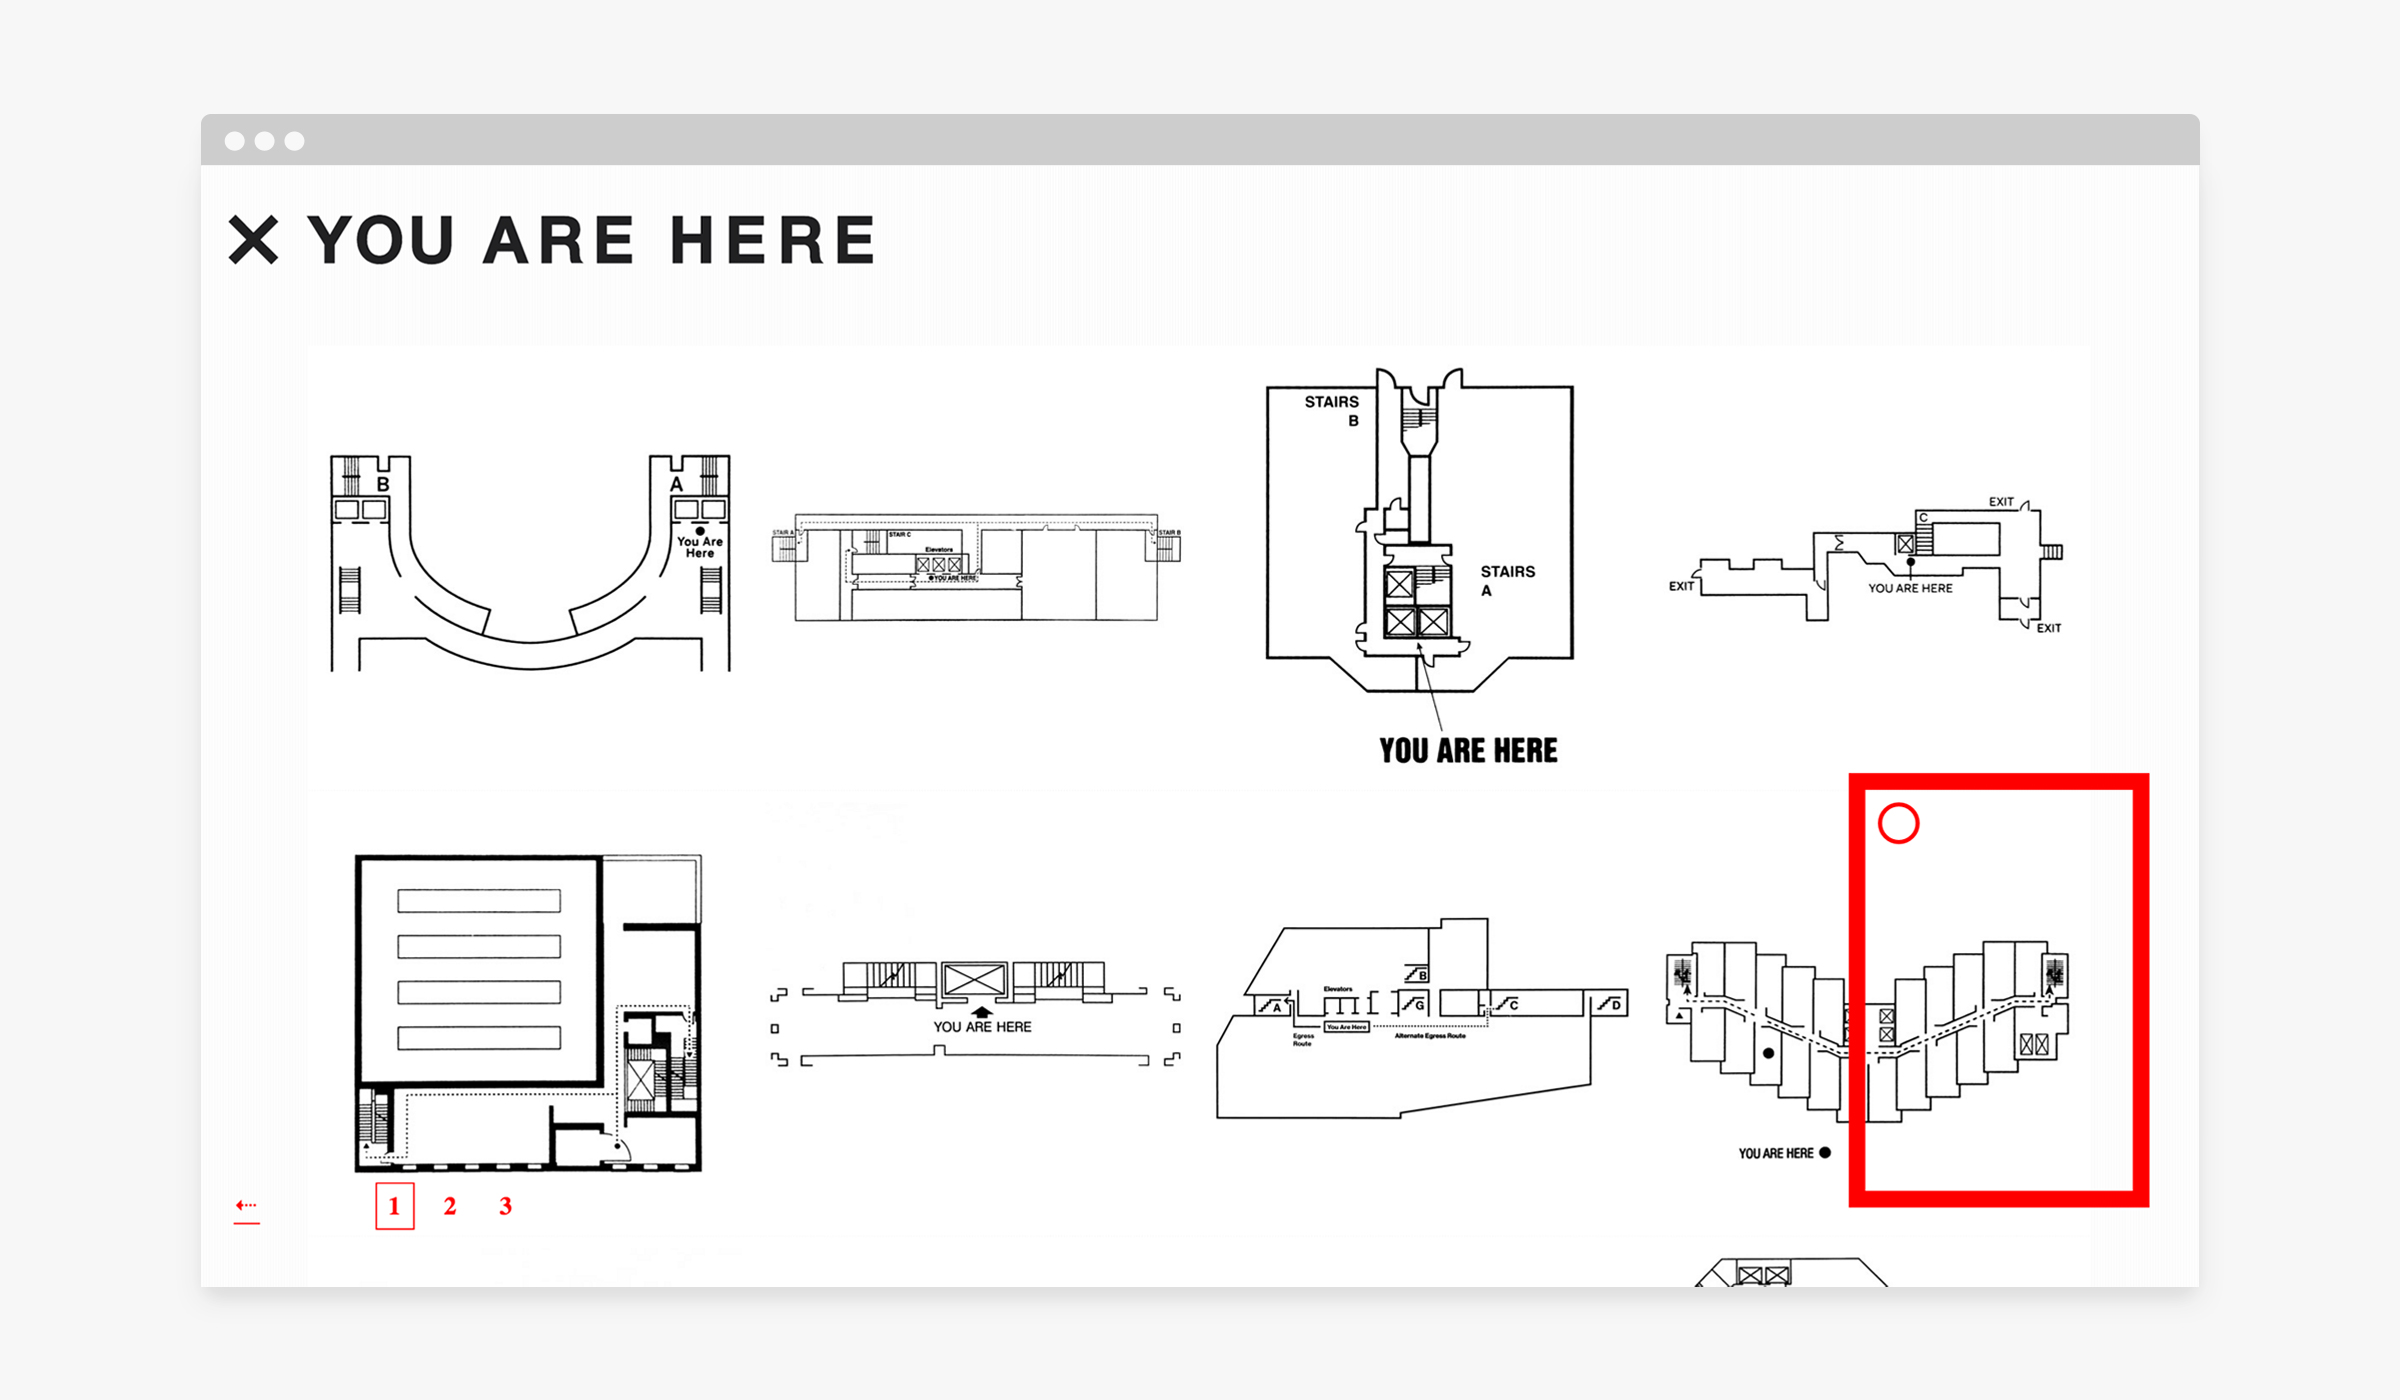 ✕ YOU ARE HERE
B
A
You Are
Here
STAIR A
STAIR C
Elevators
YOU ARE HERE
STAIR B
STAIRS
B
STAIRS
A
YOU ARE HERE
EXIT
C
EXIT
YOU ARE HERE
EXIT
YOU ARE HERE
B
Elevators
A
G
C
D
You Are Here
Egress
Route
Alternate Egress Route
YOU ARE HERE
1 2 3